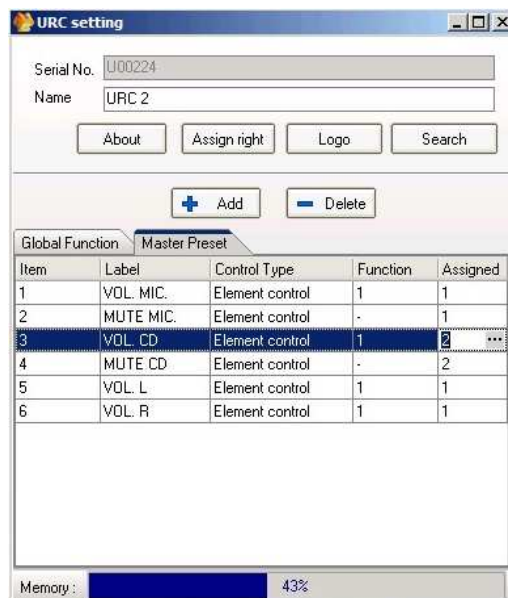 URC setting
Serial No. U00224
Name URC 2
About Assign right Logo Search
Add Delete
Global Function Master Preset
Item Label Control Type Function Assigned
1 VOL. MIC. Element control 1 1
2 MUTE MIC. Element control - 1
3 VOL. CD Element control 1 2 ...
4 MUTE CD Element control - 2
5 VOL. L Element control 1 1
6 VOL. R Element control 1 1
Memory : 43%